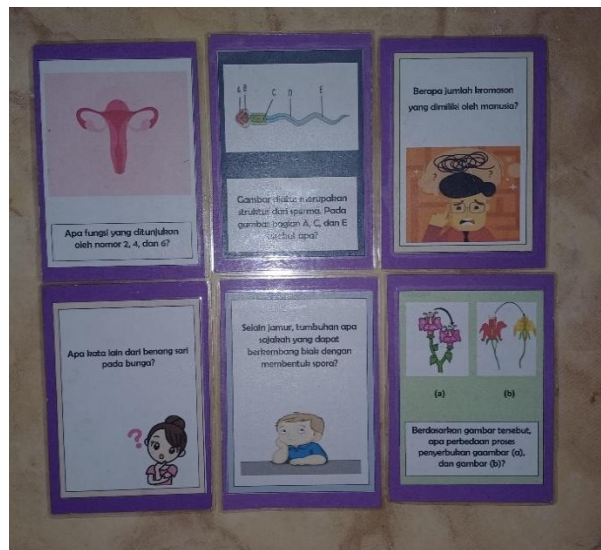 Apa fungsi yang ditunjukan
oleh nomor 2, 4, dan 6?
A B C D E
Gambar diatas merupakan
struktur dari sperma. Pada
gambar bagian A, C, dan E
disebut apa?
Berapa jumlah kromoson
yang dimiliki oleh manusia?
Apa kata lain dari benang sari
pada bunga?
?
Selain jamur, tumbuhan apa
sajakah yang dapat
berkembang biak dengan
membentuk spora?
(a) (b)
Berdasarkan gambar tersebut,
apa perbedaan proses
penyerbukan gaambar (a),
dan gambar (b)?